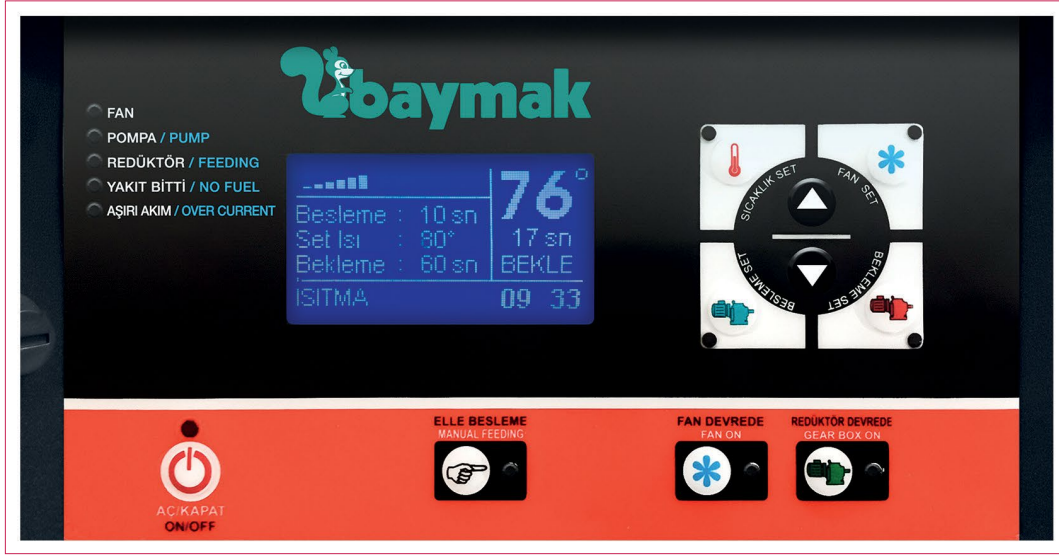 baymak
FAN
POMPA / PUMP
REDÜKTÖR / FEEDING
YAKIT BİTTİ / NO FUEL
AŞIRI AKIM / OVER CURRENT
76°
Besleme : 10 sn
Set Isı : 80°
Bekleme : 60 sn
17 sn
BEKLE
ISITMA
09 33
SICAKLIK SET
FAN SET
BESLEME SET
BEKLEME SET
AÇ/KAPAT
ON/OFF
ELLE BESLEME
MANUAL FEEDING
FAN DEVREDE
FAN ON
REDÜKTÖR DEVREDE
GEAR BOX ON